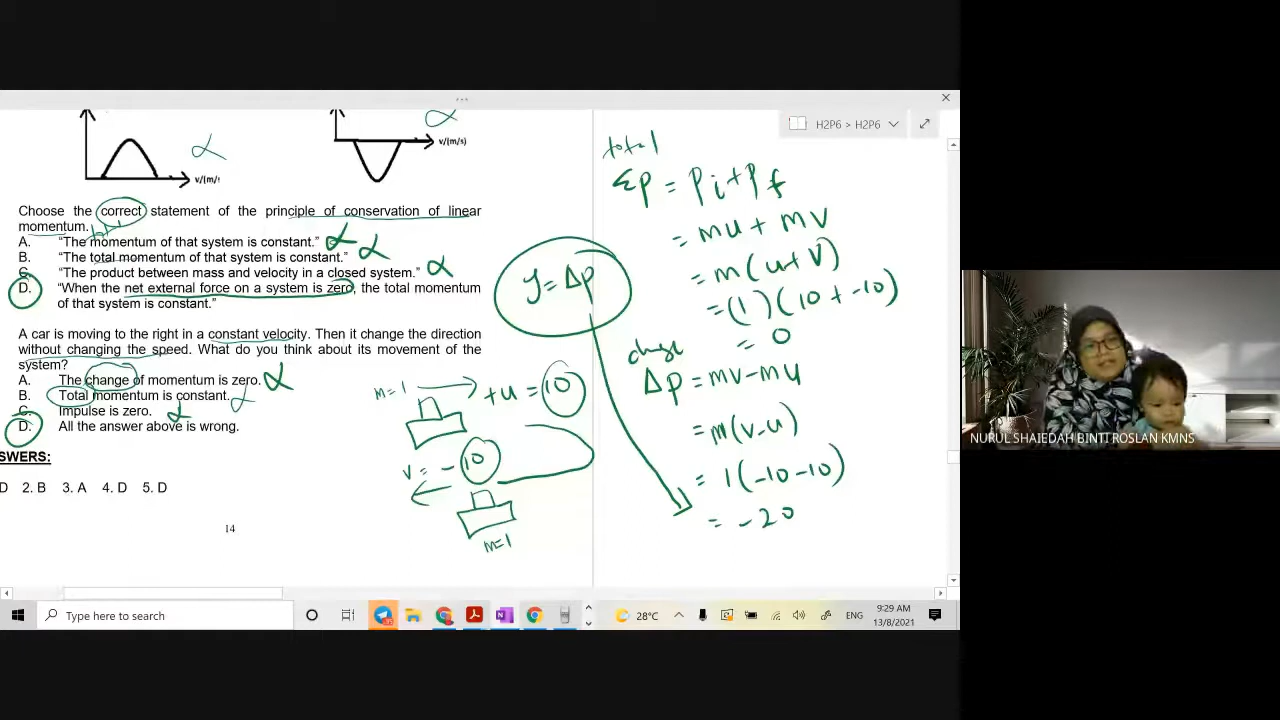 H2P6 > H2P6
v/(m/s)
v/(m/s
α
α
Choose the correct statement of the principle of conservation of linear
momentum.
A. "The momentum of that system is constant." α
B. "The total momentum of that system is constant." α
C. "The product between mass and velocity in a closed system." α
D. "When the net external force on a system is zero, the total momentum
of that system is constant."
A car is moving to the right in a constant velocity. Then it change the direction
without changing the speed. What do you think about its movement of the
system?
A. The change of momentum is zero. α
B. Total momentum is constant. α
C. Impulse is zero. α
D. All the answer above is wrong.
SWERS:
D 2. B 3. A 4. D 5. D
14
m=1
+u = 10
v = -10
m=1
J = Δp
total
Σp = pi + pf
= mu + mv
= m(u+v)
= (1)(10 + -10)
= 0
change
Δp = mv - mu
= m(v-u)
= 1(-10-10)
= -20
NURUL SHAIEDAH BINTI ROSLAN KMNS
Type here to search
28°C
ENG
9:29 AM
13/8/2021